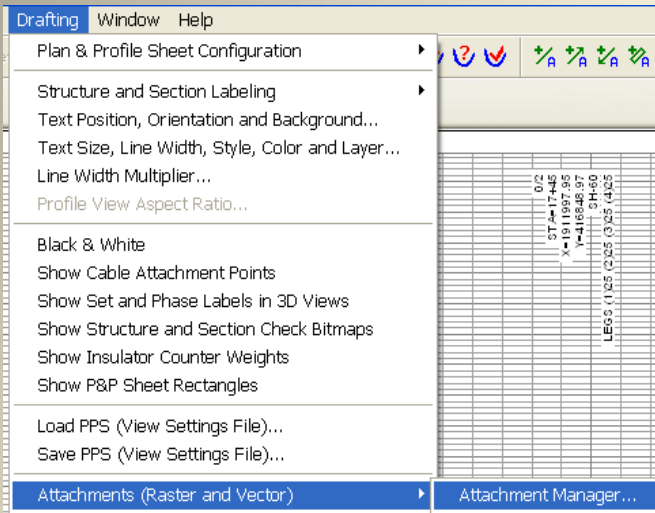 Drafting Window Help
Plan & Profile Sheet Configuration
Structure and Section Labeling
Text Position, Orientation and Background...
Text Size, Line Width, Style, Color and Layer...
Line Width Multiplier...
Profile View Aspect Ratio...
Black & White
Show Cable Attachment Points
Show Set and Phase Labels in 3D Views
Show Structure and Section Check Bitmaps
Show Insulator Counter Weights
Show P&P Sheet Rectangles
Load PPS (View Settings File)...
Save PPS (View Settings File)...
Attachments (Raster and Vector)
Attachment Manager...
A A A A
0/2
STA=17+45
X=1911997.95
Y=416848.97
SH-60
LEGS (1)25 (2)25 (3)25 (4)25